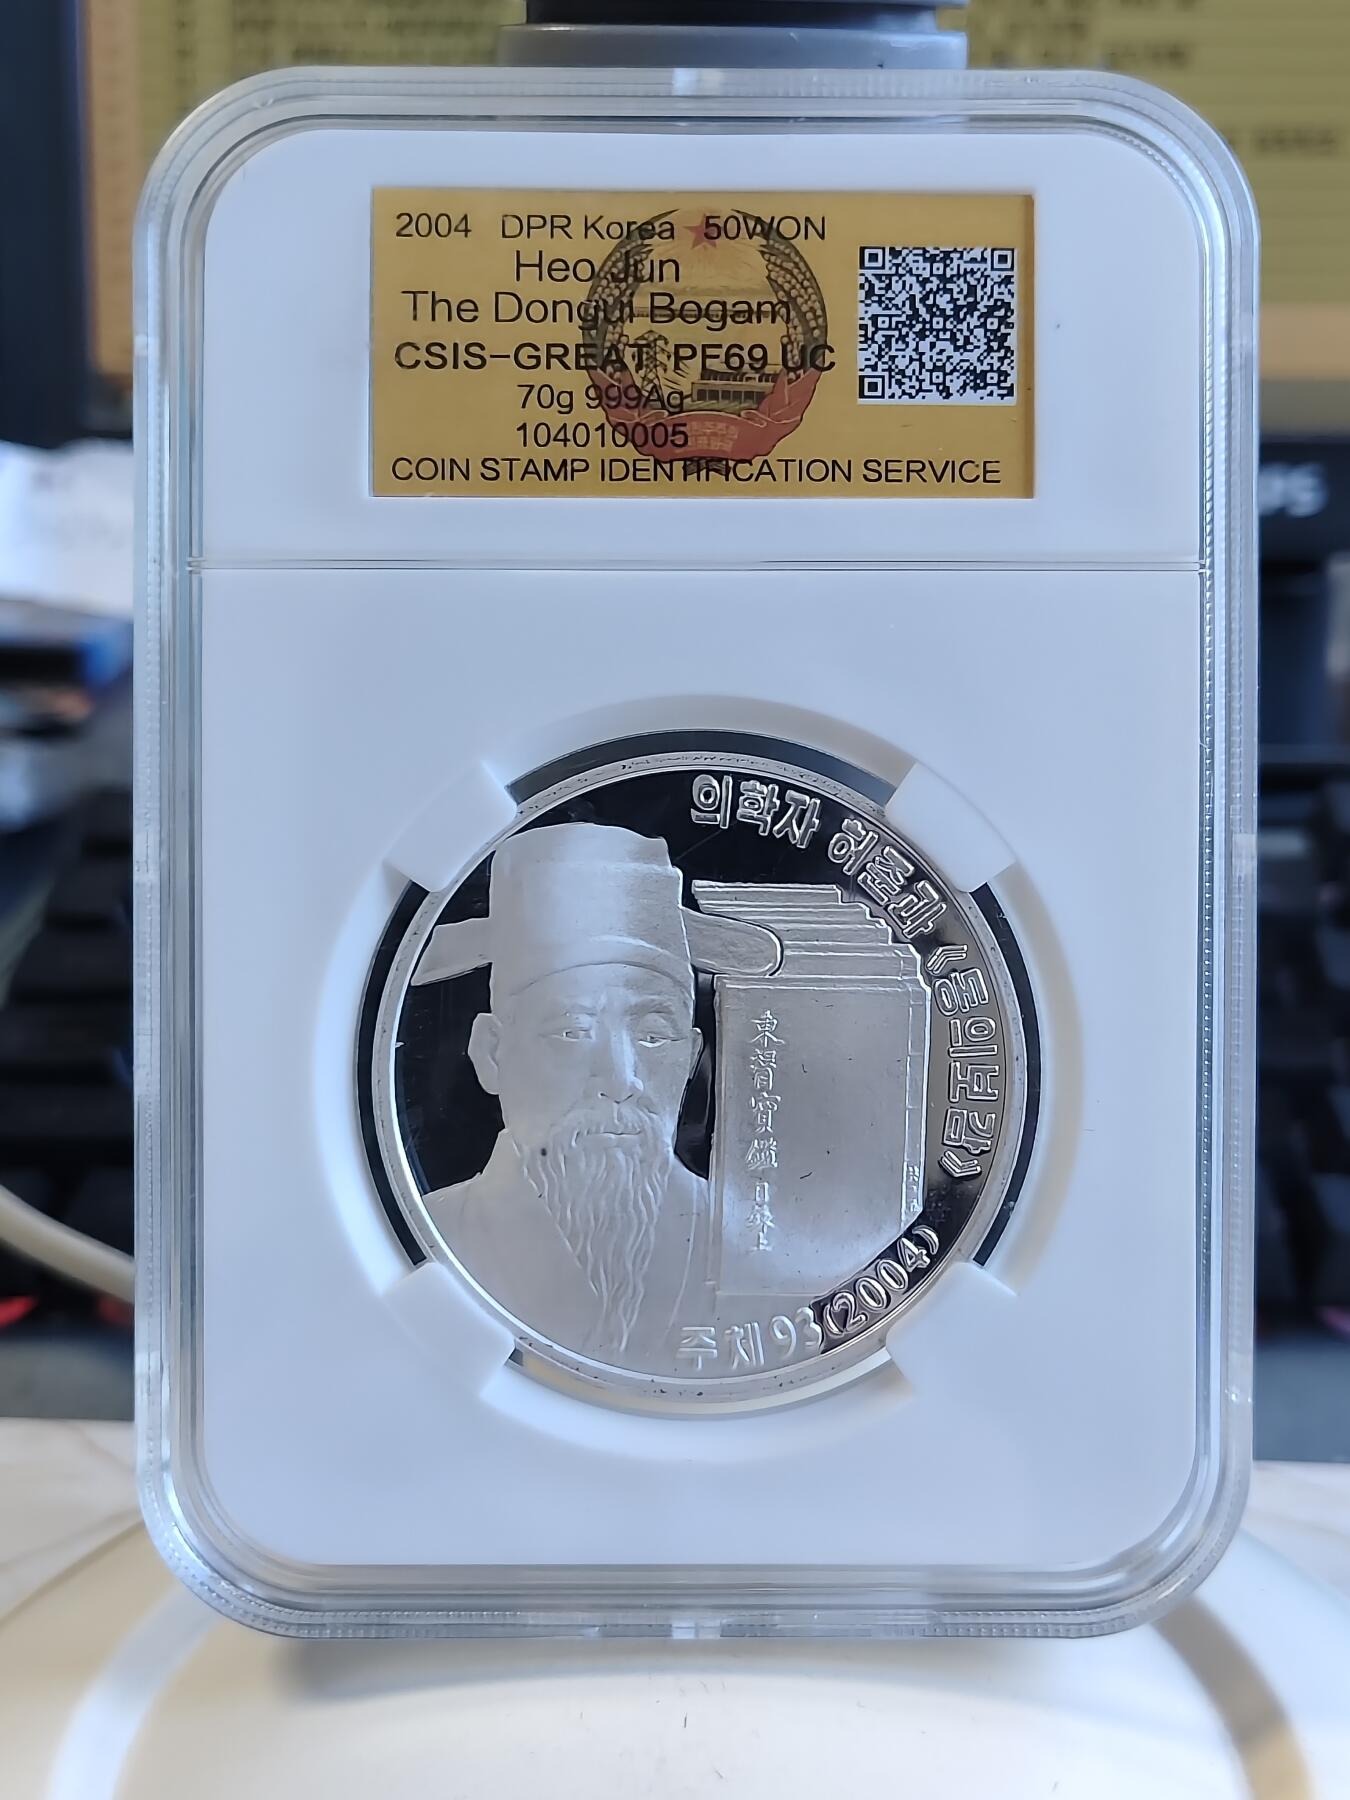 2004 DPR Korea 50WON
Heo Jun
The Dongui Bogam
CSIS-GREAT PF69 UC
70g 999Ag
104010005
COIN STAMP IDENTIFICATION SERVICE
의학자 허준과 《동의보감》
東醫寶鑑
주체93(2004)